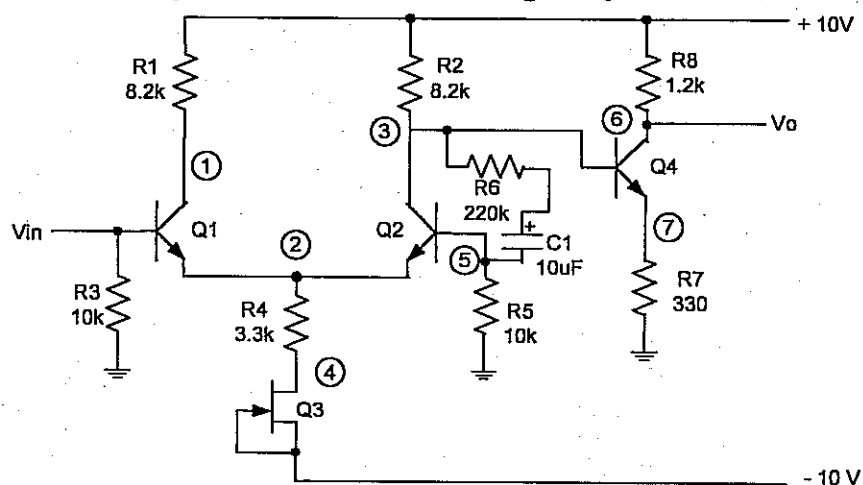 + 10V
R1
8.2k
R2
8.2k
R8
1.2k
3
6
Vo
1
Q4
R6
220k
Vin
Q1
2
Q2
+
C1
10uF
5
7
R3
10k
R4
3.3k
R5
10k
R7
330
4
Q3
- 10 V